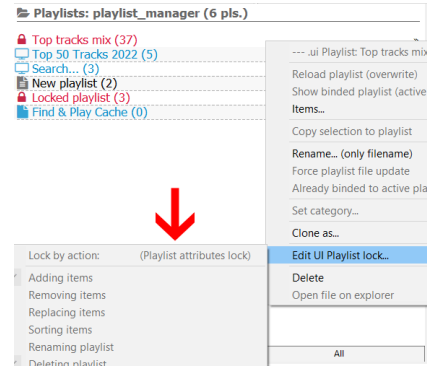 Playlists: playlist_manager (6 pls.)
Top tracks mix (37)
Top 50 Tracks 2022 (5)
Search... (3)
New playlist (2)
Locked playlist (3)
Find & Play Cache (0)
--- .ui Playlist: Top tracks mix
Reload playlist (overwrite)
Show binded playlist (active
Items...
Copy selection to playlist
Rename... (only filename)
Force playlist file update
Already binded to active pla
Set category...
Clone as...
Edit UI Playlist lock...
Delete
Open file on explorer
All
Lock by action: (Playlist attributes lock)
Adding items
Removing items
Replacing items
Sorting items
Renaming playlist
Deleting playlist